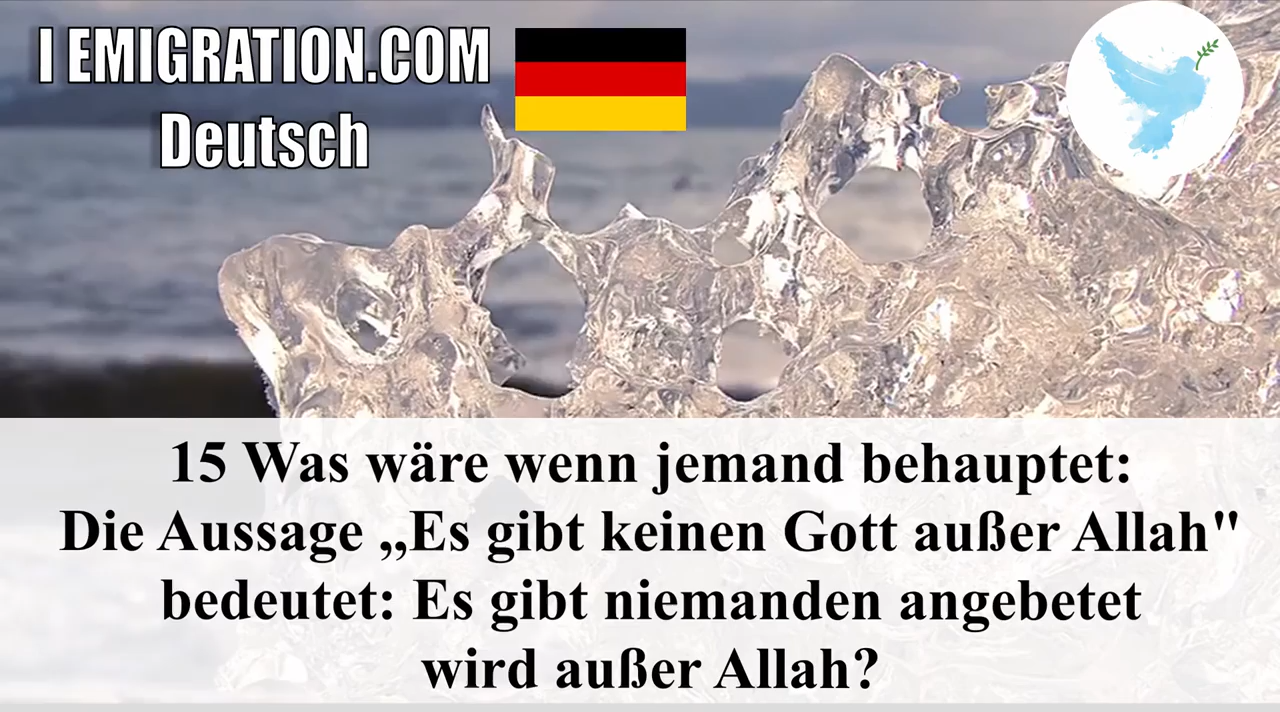 I EMIGRATION.COM
Deutsch
15 Was wäre wenn jemand behauptet:
Die Aussage „Es gibt keinen Gott außer Allah"
bedeutet: Es gibt niemanden angebetet
wird außer Allah?